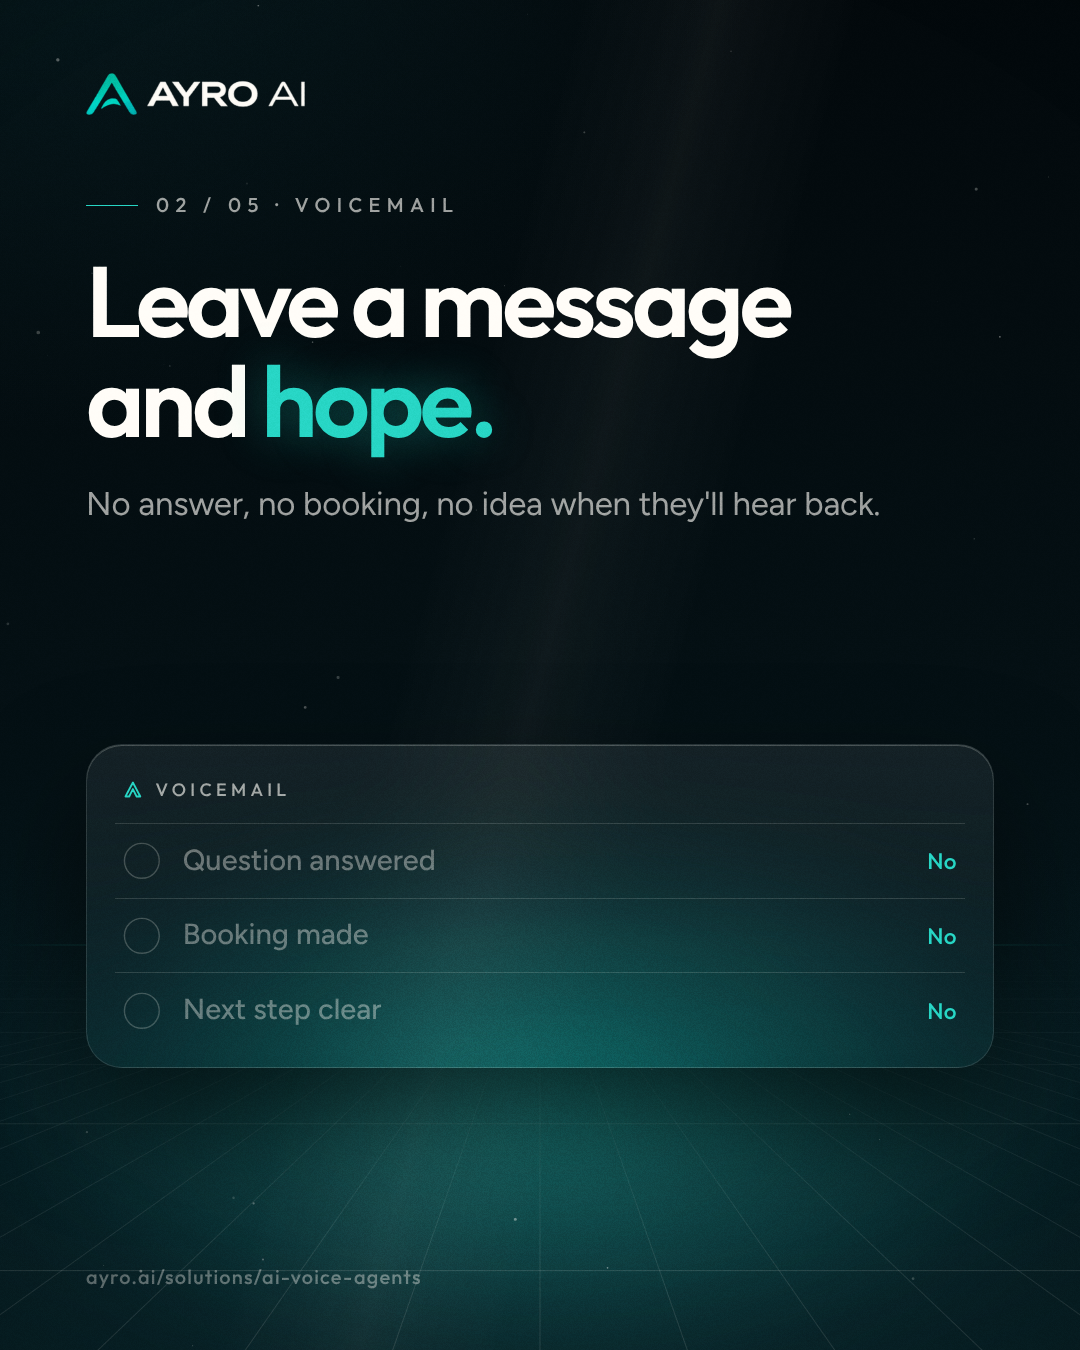 AYRO AI
02 / 05 · VOICEMAIL
Leave a message
and hope.
No answer, no booking, no idea when they'll hear back.
VOICEMAIL
Question answered No
Booking made No
Next step clear No
ayro.ai/solutions/ai-voice-agents